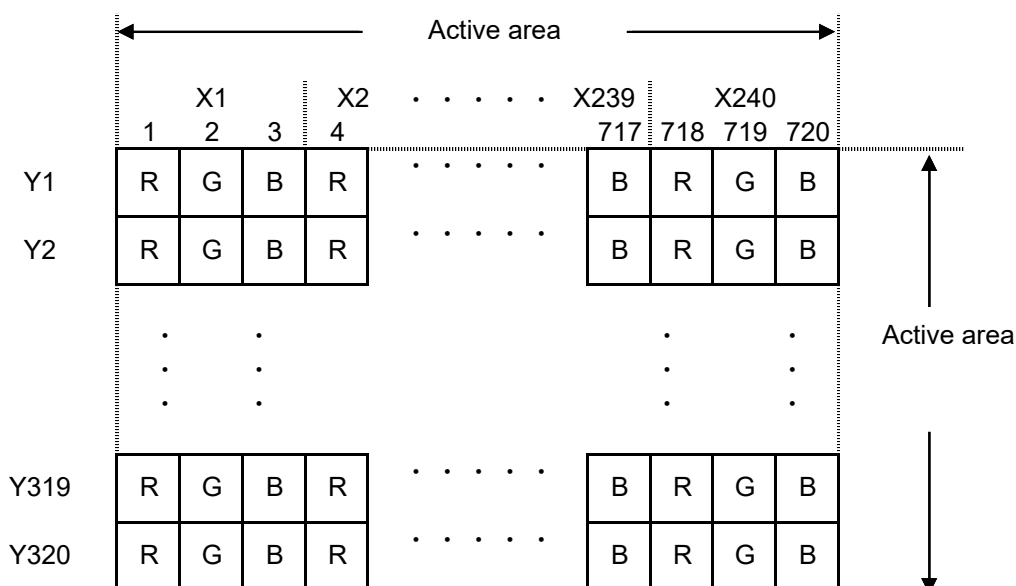 Active area
X1 X2 . . . . . X239 X240
1 2 3 4 717 718 719 720
Y1 R G B R . . . . . B R G B
Y2 R G B R . . . . . B R G B
. . . .
. . . . Active area
. . . .
Y319 R G B R . . . . . B R G B
Y320 R G B R . . . . . B R G B